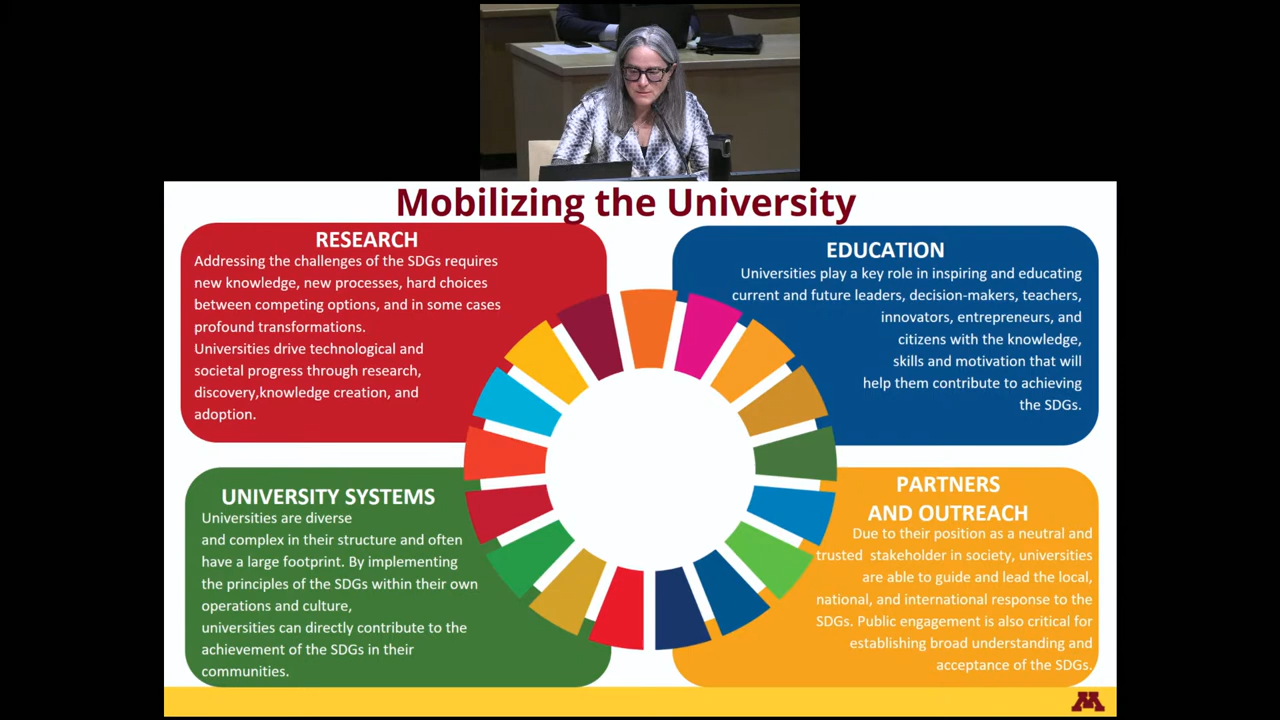 Mobilizing the University
RESEARCH
Addressing the challenges of the SDGs requires
new knowledge, new processes, hard choices
between competing options, and in some cases
profound transformations.
Universities drive technological and
societal progress through research,
discovery,knowledge creation, and
adoption.
EDUCATION
Universities play a key role in inspiring and educating
current and future leaders, decision-makers, teachers,
innovators, entrepreneurs, and
citizens with the knowledge,
skills and motivation that will
help them contribute to achieving
the SDGs.
UNIVERSITY SYSTEMS
Universities are diverse
and complex in their structure and often
have a large footprint. By implementing
the principles of the SDGs within their own
operations and culture,
universities can directly contribute to the
achievement of the SDGs in their
communities.
PARTNERS
AND OUTREACH
Due to their position as a neutral and
trusted stakeholder in society, universities
are able to guide and lead the local,
national, and international response to the
SDGs. Public engagement is also critical for
establishing broad understanding and
acceptance of the SDGs.
M